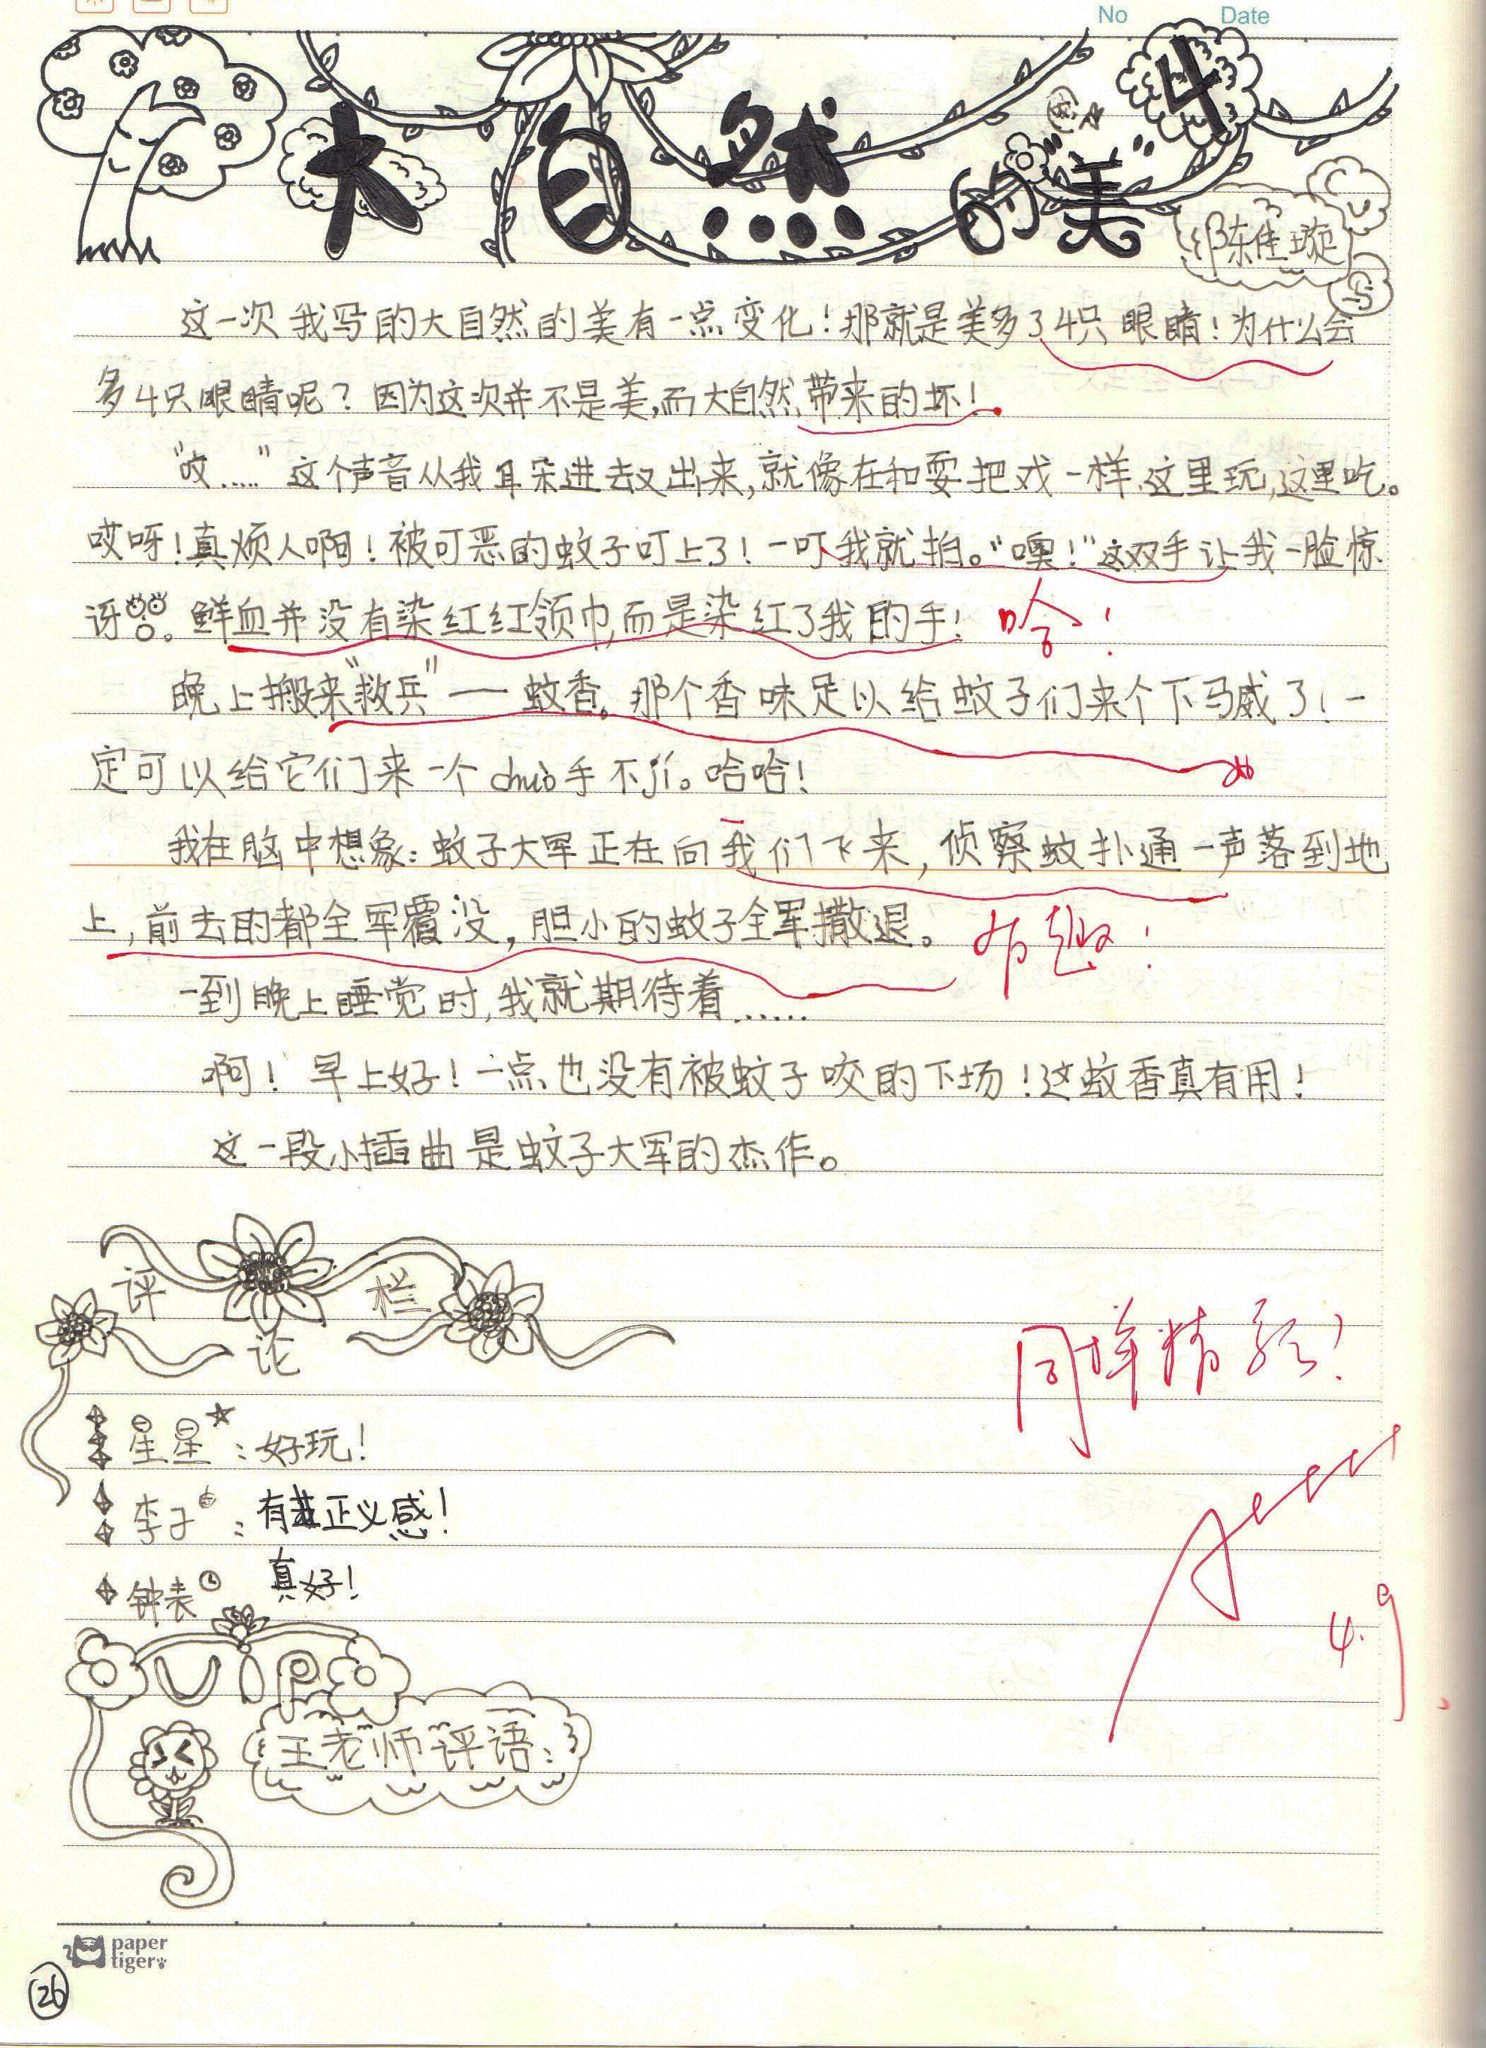 No Date
大自然的美4
陈佳璇
这一次我写的大自然的美有一点变化！那就是美多了4只眼睛！为什么会
多4只眼睛呢？因为这次并不是美，而大自然带来的坏！
“哎……”这个声音从我耳朵进去又出来，就像在和耍把戏一样，这里玩，这里吃。
哎呀！真烦人啊！被可恶的蚊子叮上了！一叮，我就拍。“噢！”这双手让我一脸惊
讶。鲜血并没有染红红领巾，而是染红了我的手！ 哈！
晚上搬来“救兵”——蚊香。那个香味足以给蚊子们来个下马威了！一
定可以给它们来一个chuò手不jí。哈哈！
我在脑中想象：蚊子大军正在向我们飞来，侦察蚊扑通一声落到地
上，前去的都全军覆没，胆小的蚊子全军撤退。 有趣！
一到晚上睡觉时，我就期待着……
啊！早上好！一点也没有被蚊子咬的下场！这蚊香真有用！
这一段小插曲是蚊子大军的杰作。
评论栏
同样精彩！
星星：好玩！
李子：有正义感！
钟表 真好！
A++++
4.9
VIP
王老师评语：
paper
tiger
26